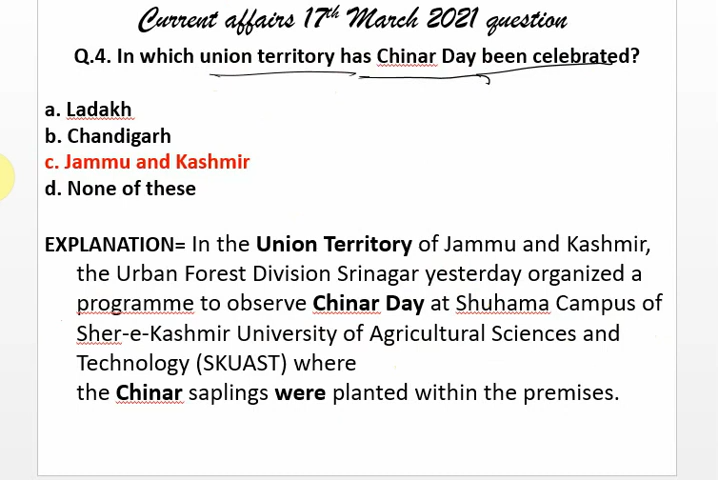 Current affairs 17th March 2021 question
Q.4. In which union territory has Chinar Day been celebrated?
a. Ladakh
b. Chandigarh
c. Jammu and Kashmir
d. None of these
EXPLANATION= In the Union Territory of Jammu and Kashmir,
the Urban Forest Division Srinagar yesterday organized a
programme to observe Chinar Day at Shuhama Campus of
Sher-e-Kashmir University of Agricultural Sciences and
Technology (SKUAST) where
the Chinar saplings were planted within the premises.